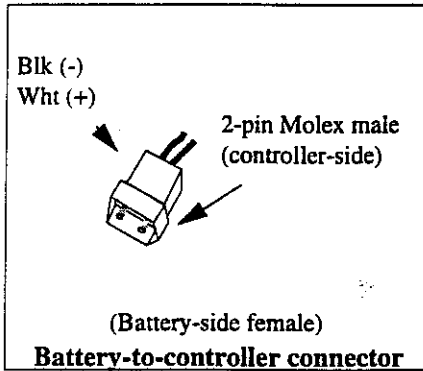 Blk (-)
Wht (+)
2-pin Molex male
(controller-side)
(Battery-side female)
Battery-to-controller connector